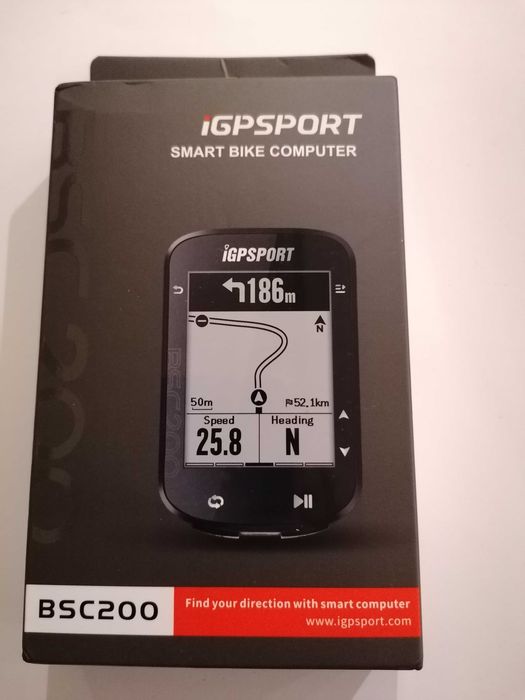 iGPSPORT
SMART BIKE COMPUTER
iGPSPORT
186m
N
50m
52.1km
Speed Heading
25.8 N
BSC200
BSC200
BSC200 Find your direction with smart computer
www.igpsport.com